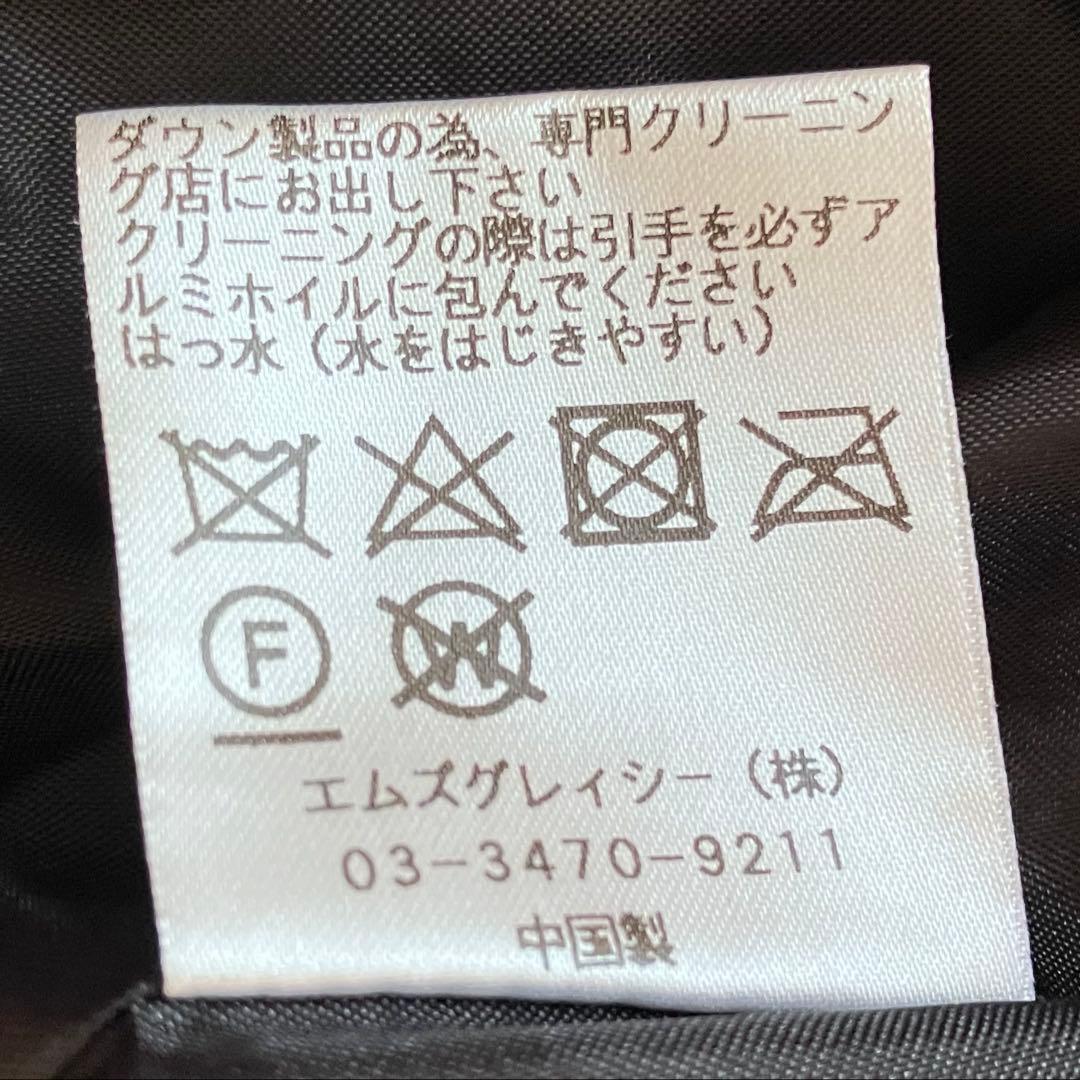 ダウン製品の為、専門クリーニン
グ店にお出し下さい
クリーニングの際は引手を必ずア
ルミホイルに包んでください
はっ水（水をはじきやすい）
F
W
エムズグレィシー（株）
03-3470-9211
中国製